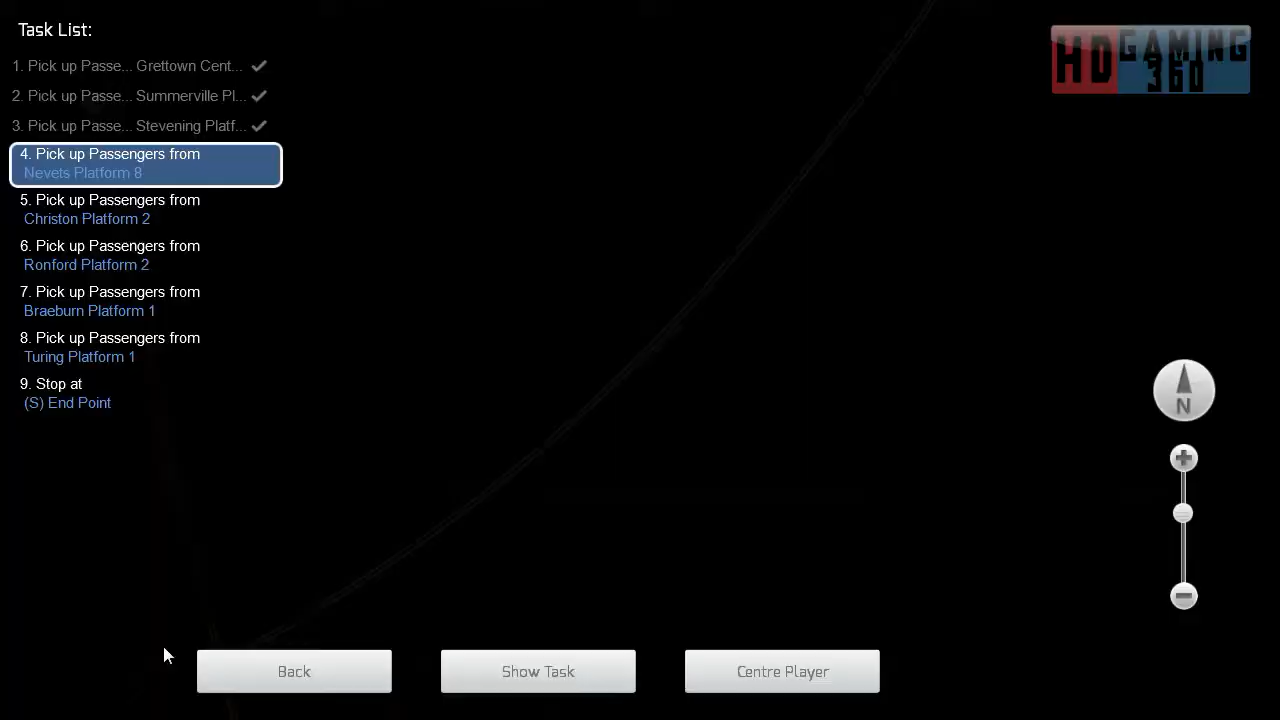 Task List:
HD GAMING
360
1. Pick up Passe... Grettown Cent...
2. Pick up Passe... Summerville Pl...
3. Pick up Passe... Stevening Platf...
4. Pick up Passengers from
Nevets Platform 8
5. Pick up Passengers from
Christon Platform 2
6. Pick up Passengers from
Ronford Platform 2
7. Pick up Passengers from
Braeburn Platform 1
8. Pick up Passengers from
Turing Platform 1
9. Stop at
(S) End Point
N
Back
Show Task
Centre Player